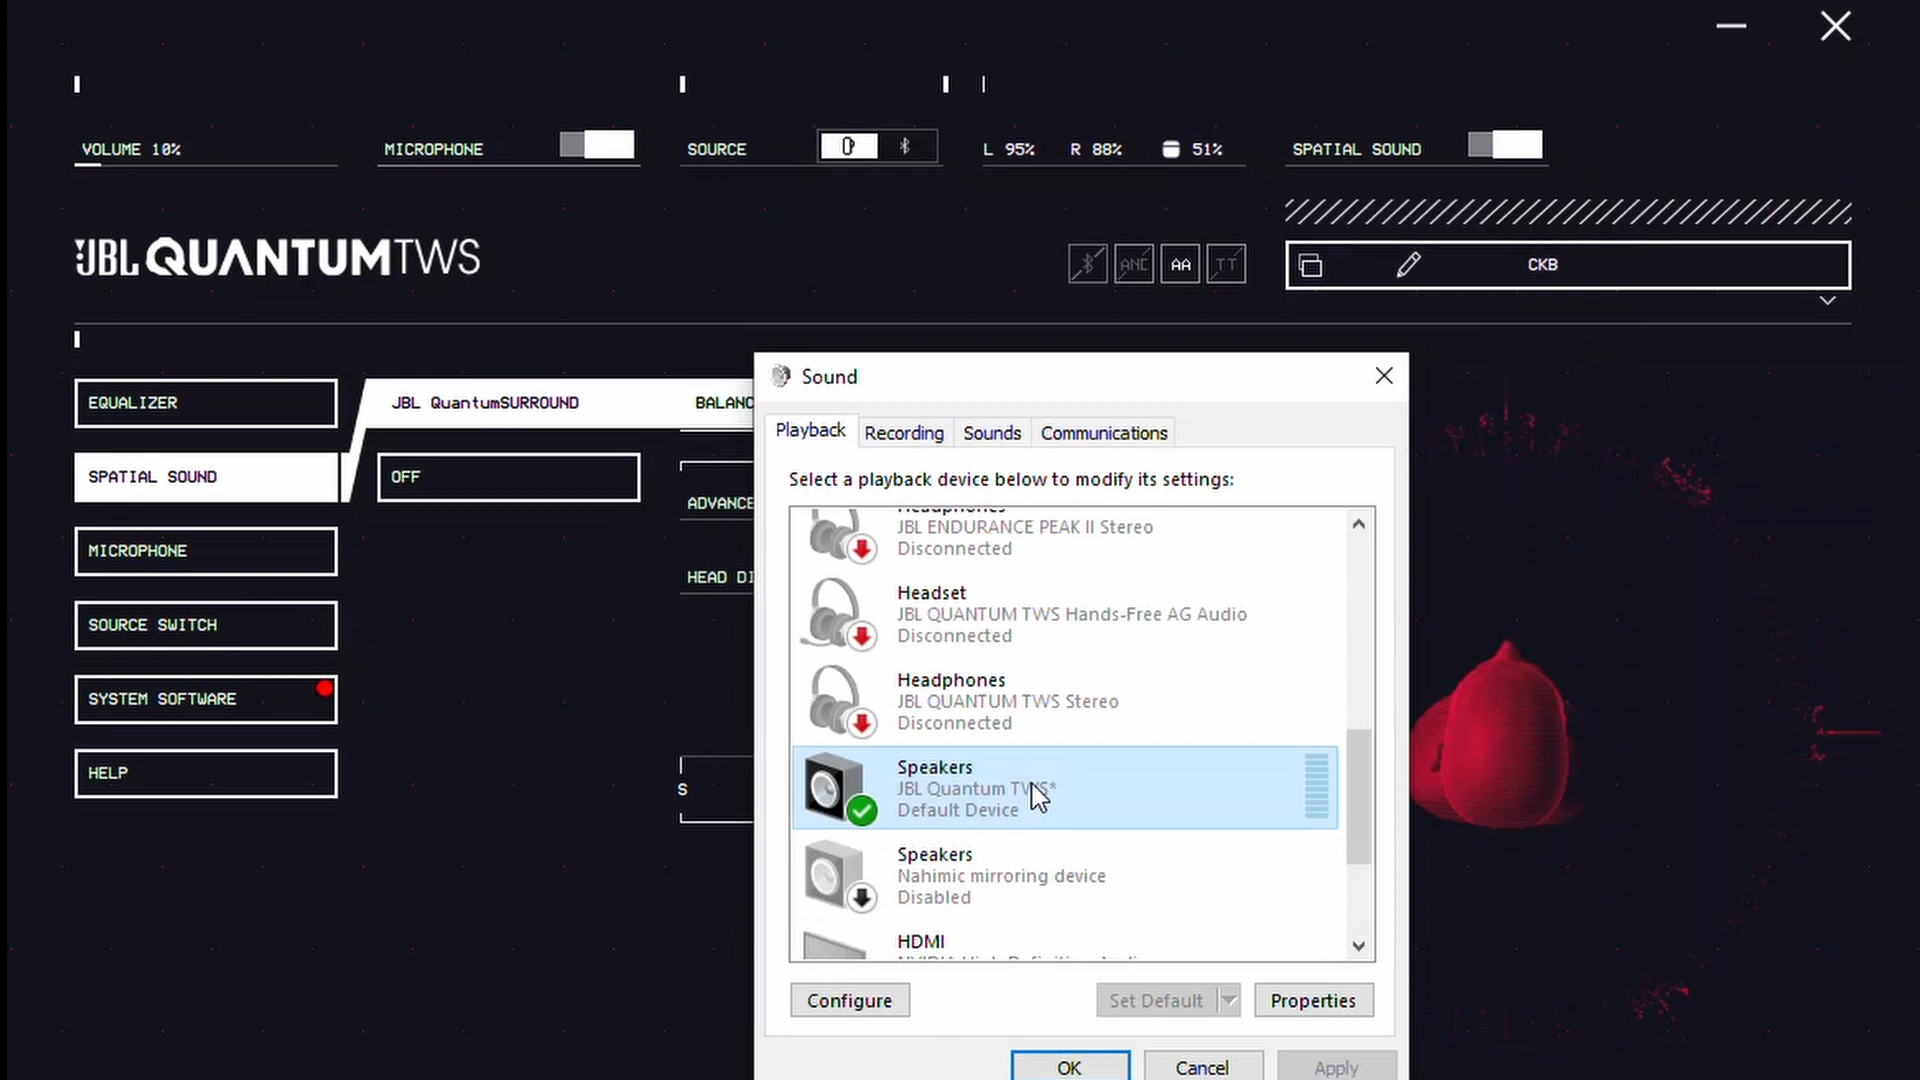 VOLUME 10%
MICROPHONE
SOURCE
L 95% R 88% 51%
SPATIAL SOUND
JBL QUANTUMTWS
ANC
AA
TT
CKB
EQUALIZER
SPATIAL SOUND
MICROPHONE
SOURCE SWITCH
SYSTEM SOFTWARE
HELP
JBL QuantumSURROUND
OFF
BALANC
ADVANCE
HEAD DI
S
Sound
Playback
Recording
Sounds
Communications
Select a playback device below to modify its settings:
Headphones
JBL ENDURANCE PEAK II Stereo
Disconnected
Headset
JBL QUANTUM TWS Hands-Free AG Audio
Disconnected
Headphones
JBL QUANTUM TWS Stereo
Disconnected
Speakers
JBL Quantum TWS*
Default Device
Speakers
Nahimic mirroring device
Disabled
HDMI
Configure
Set Default
Properties
OK
Cancel
Apply